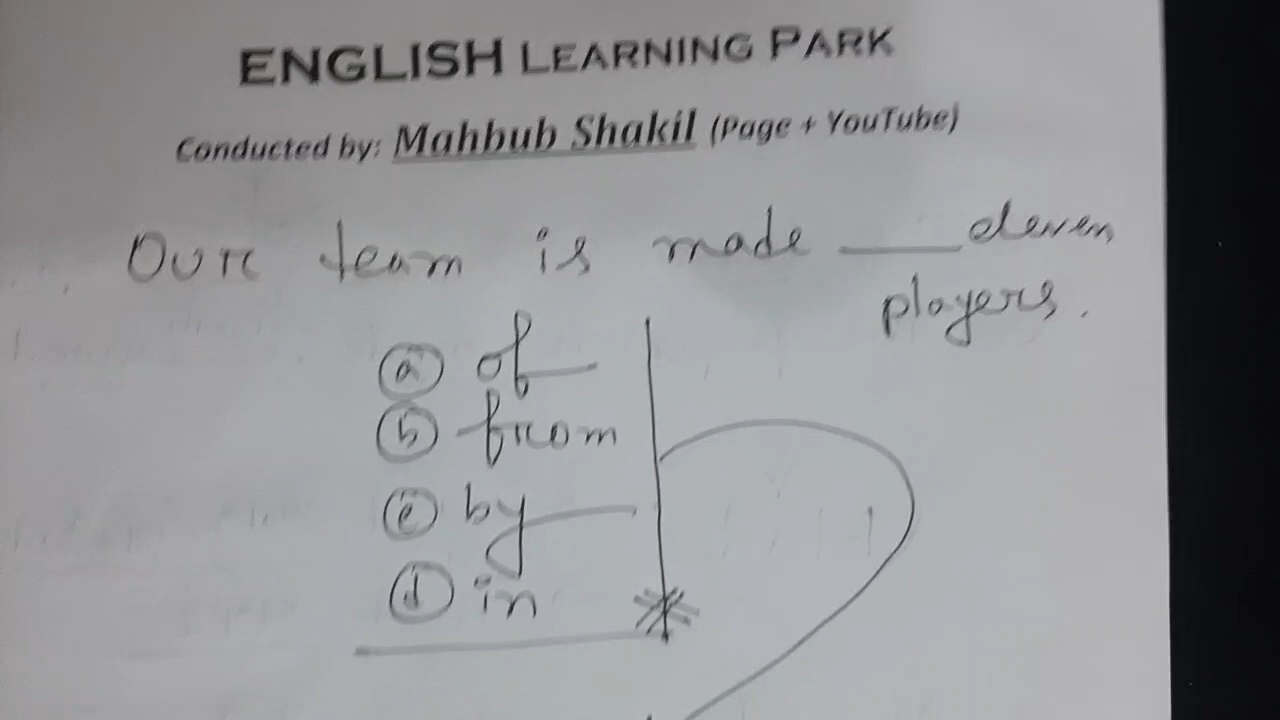 ENGLISH LEARNING PARK
Conducted by: Mahbub Shakil (Page + YouTube)
Our team is made ___ eleven
players.
(a) of
(b) from
(c) by
(d) in